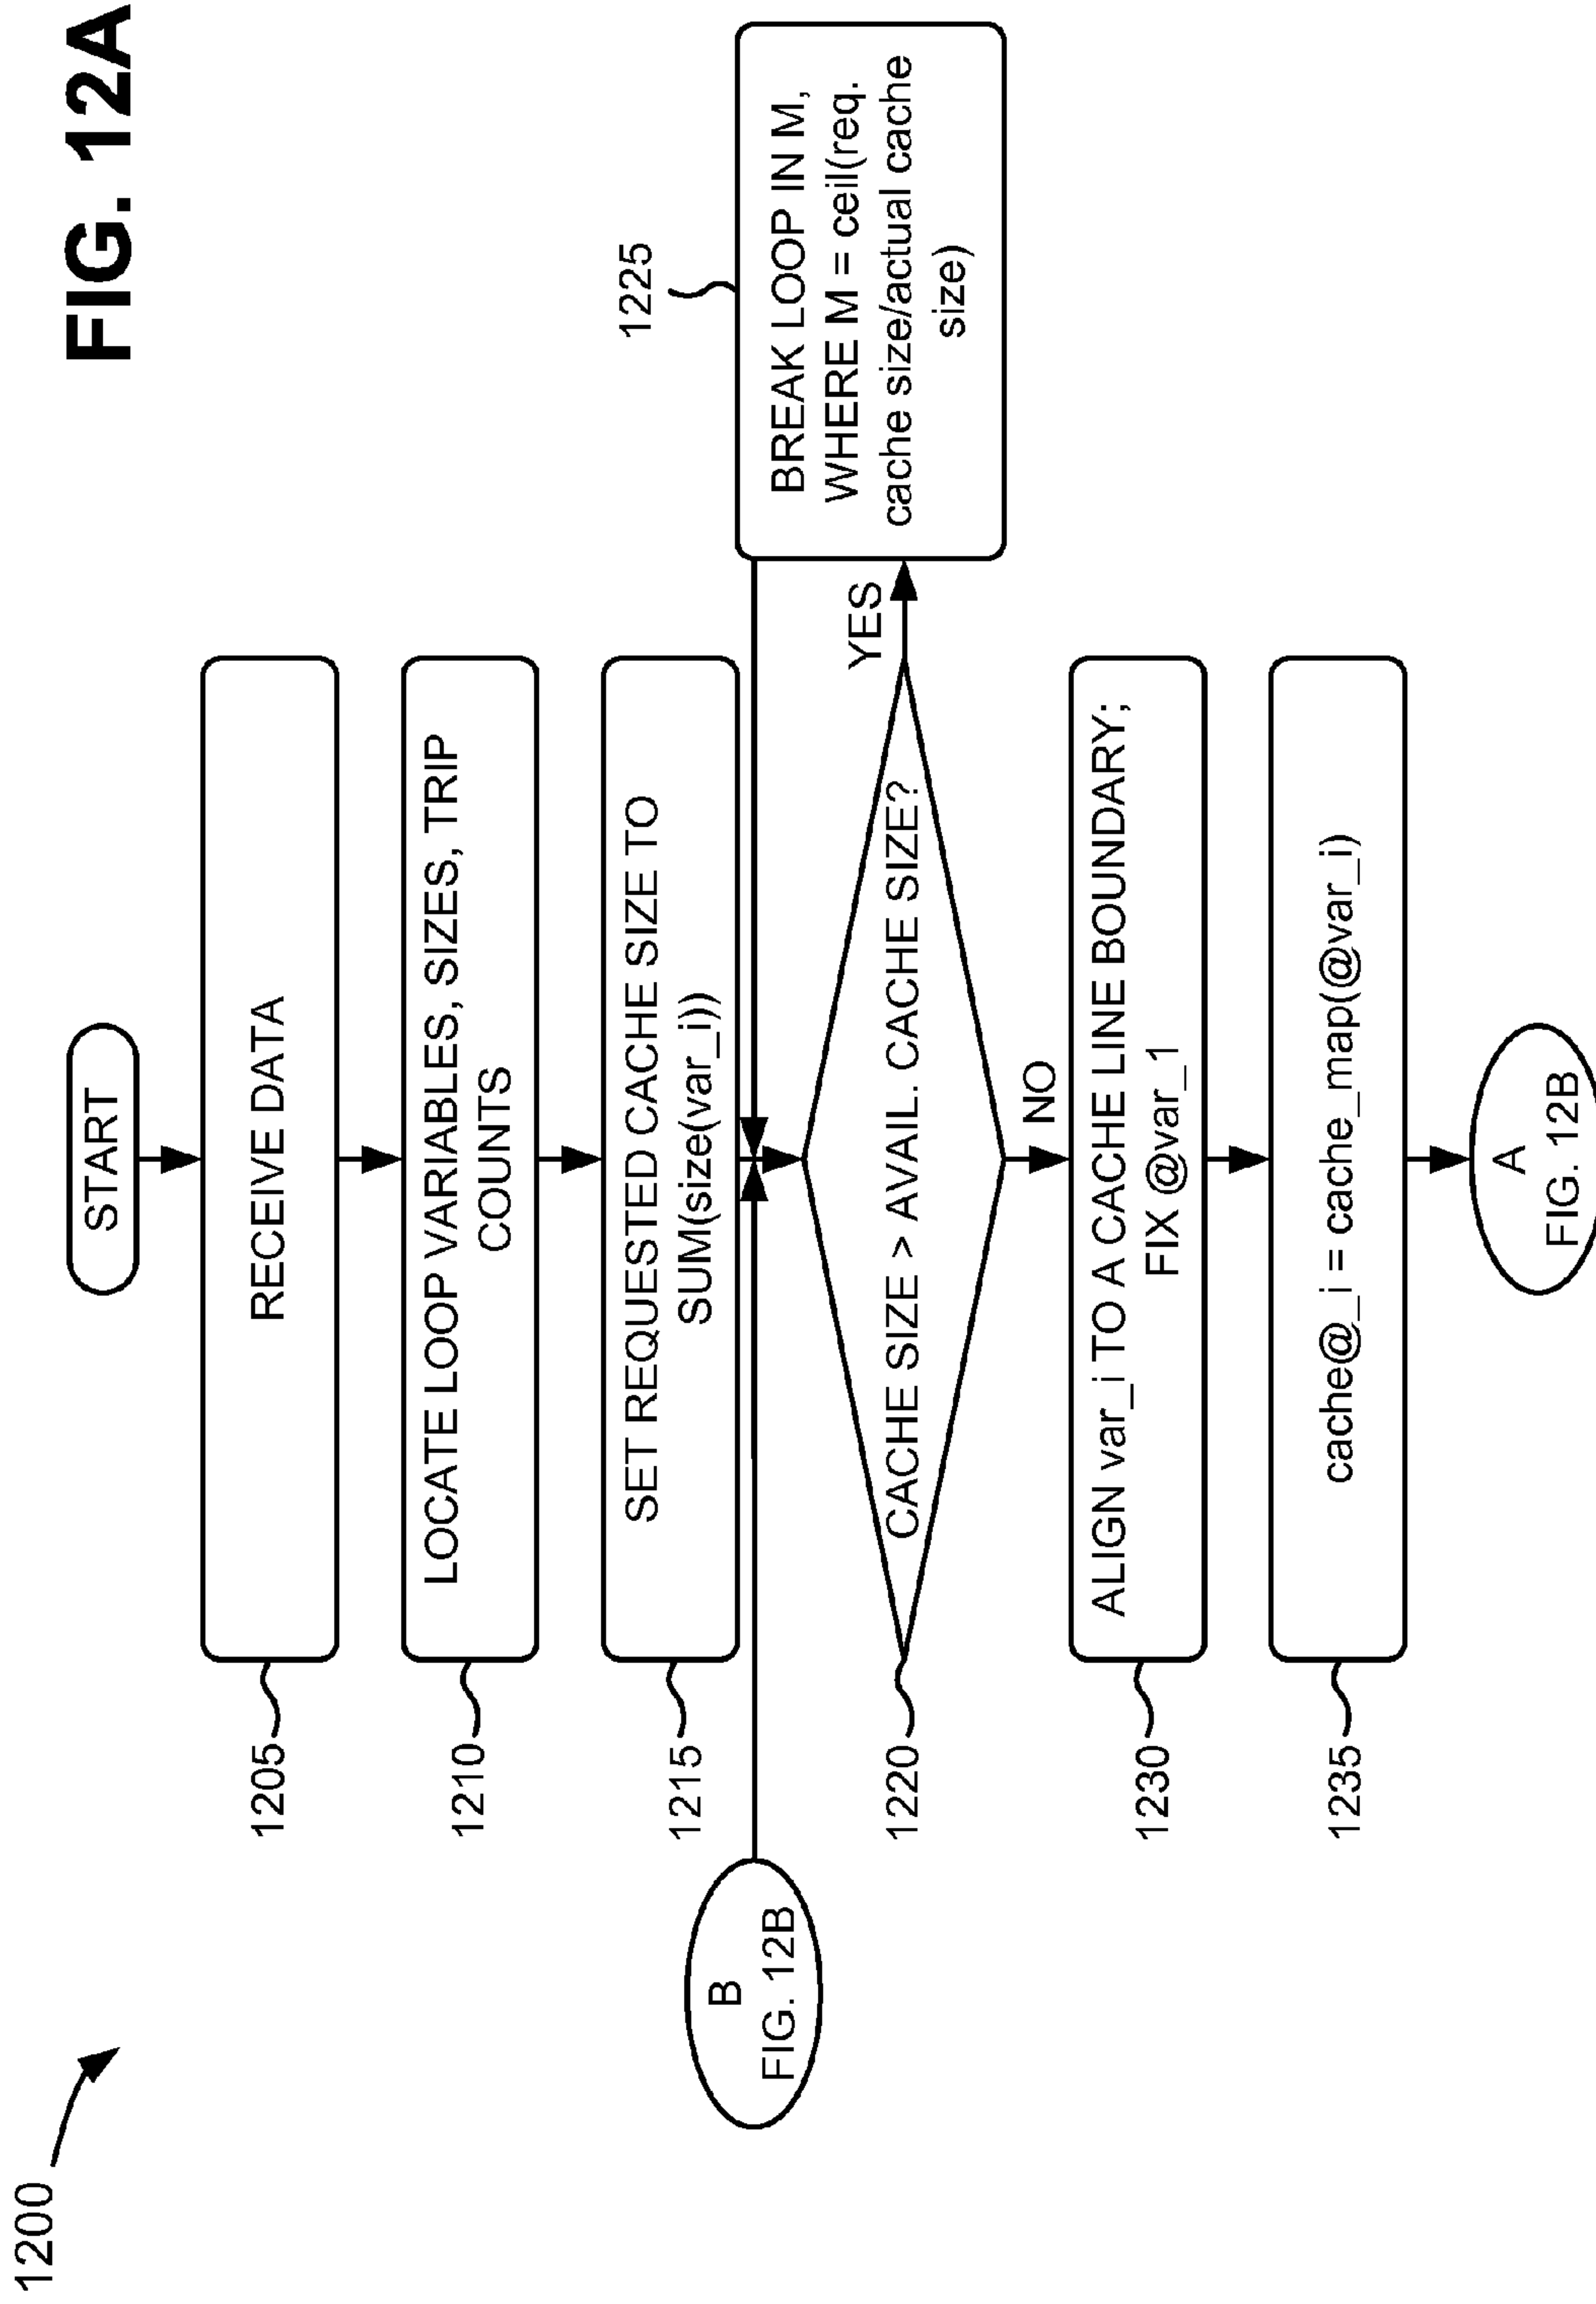 FIG. 12A
1200
START
1205
RECEIVE DATA
1210
LOCATE LOOP VARIABLES, SIZES, TRIP
COUNTS
1215
SET REQUESTED CACHE SIZE TO
SUM(size(var_i))
B
FIG. 12B
1220
CACHE SIZE > AVAIL. CACHE SIZE?
YES
1225
BREAK LOOP IN M,
WHERE M = ceil(req.
cache size/actual cache
size)
NO
1230
ALIGN var_i TO A CACHE LINE BOUNDARY;
FIX @var_1
1235
cache@_i = cache_map(@var_i)
A
FIG. 12B